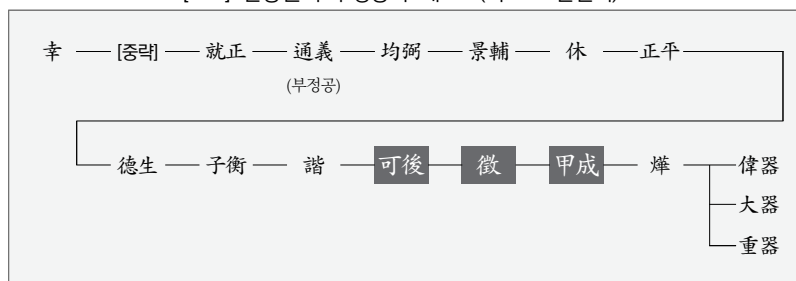 幸 [중략] 就正 通義 均弼 景輔 休 正平
(부정공)
德生 子衡 諧 可後 徵 甲成 燁 偉器
大器
重器